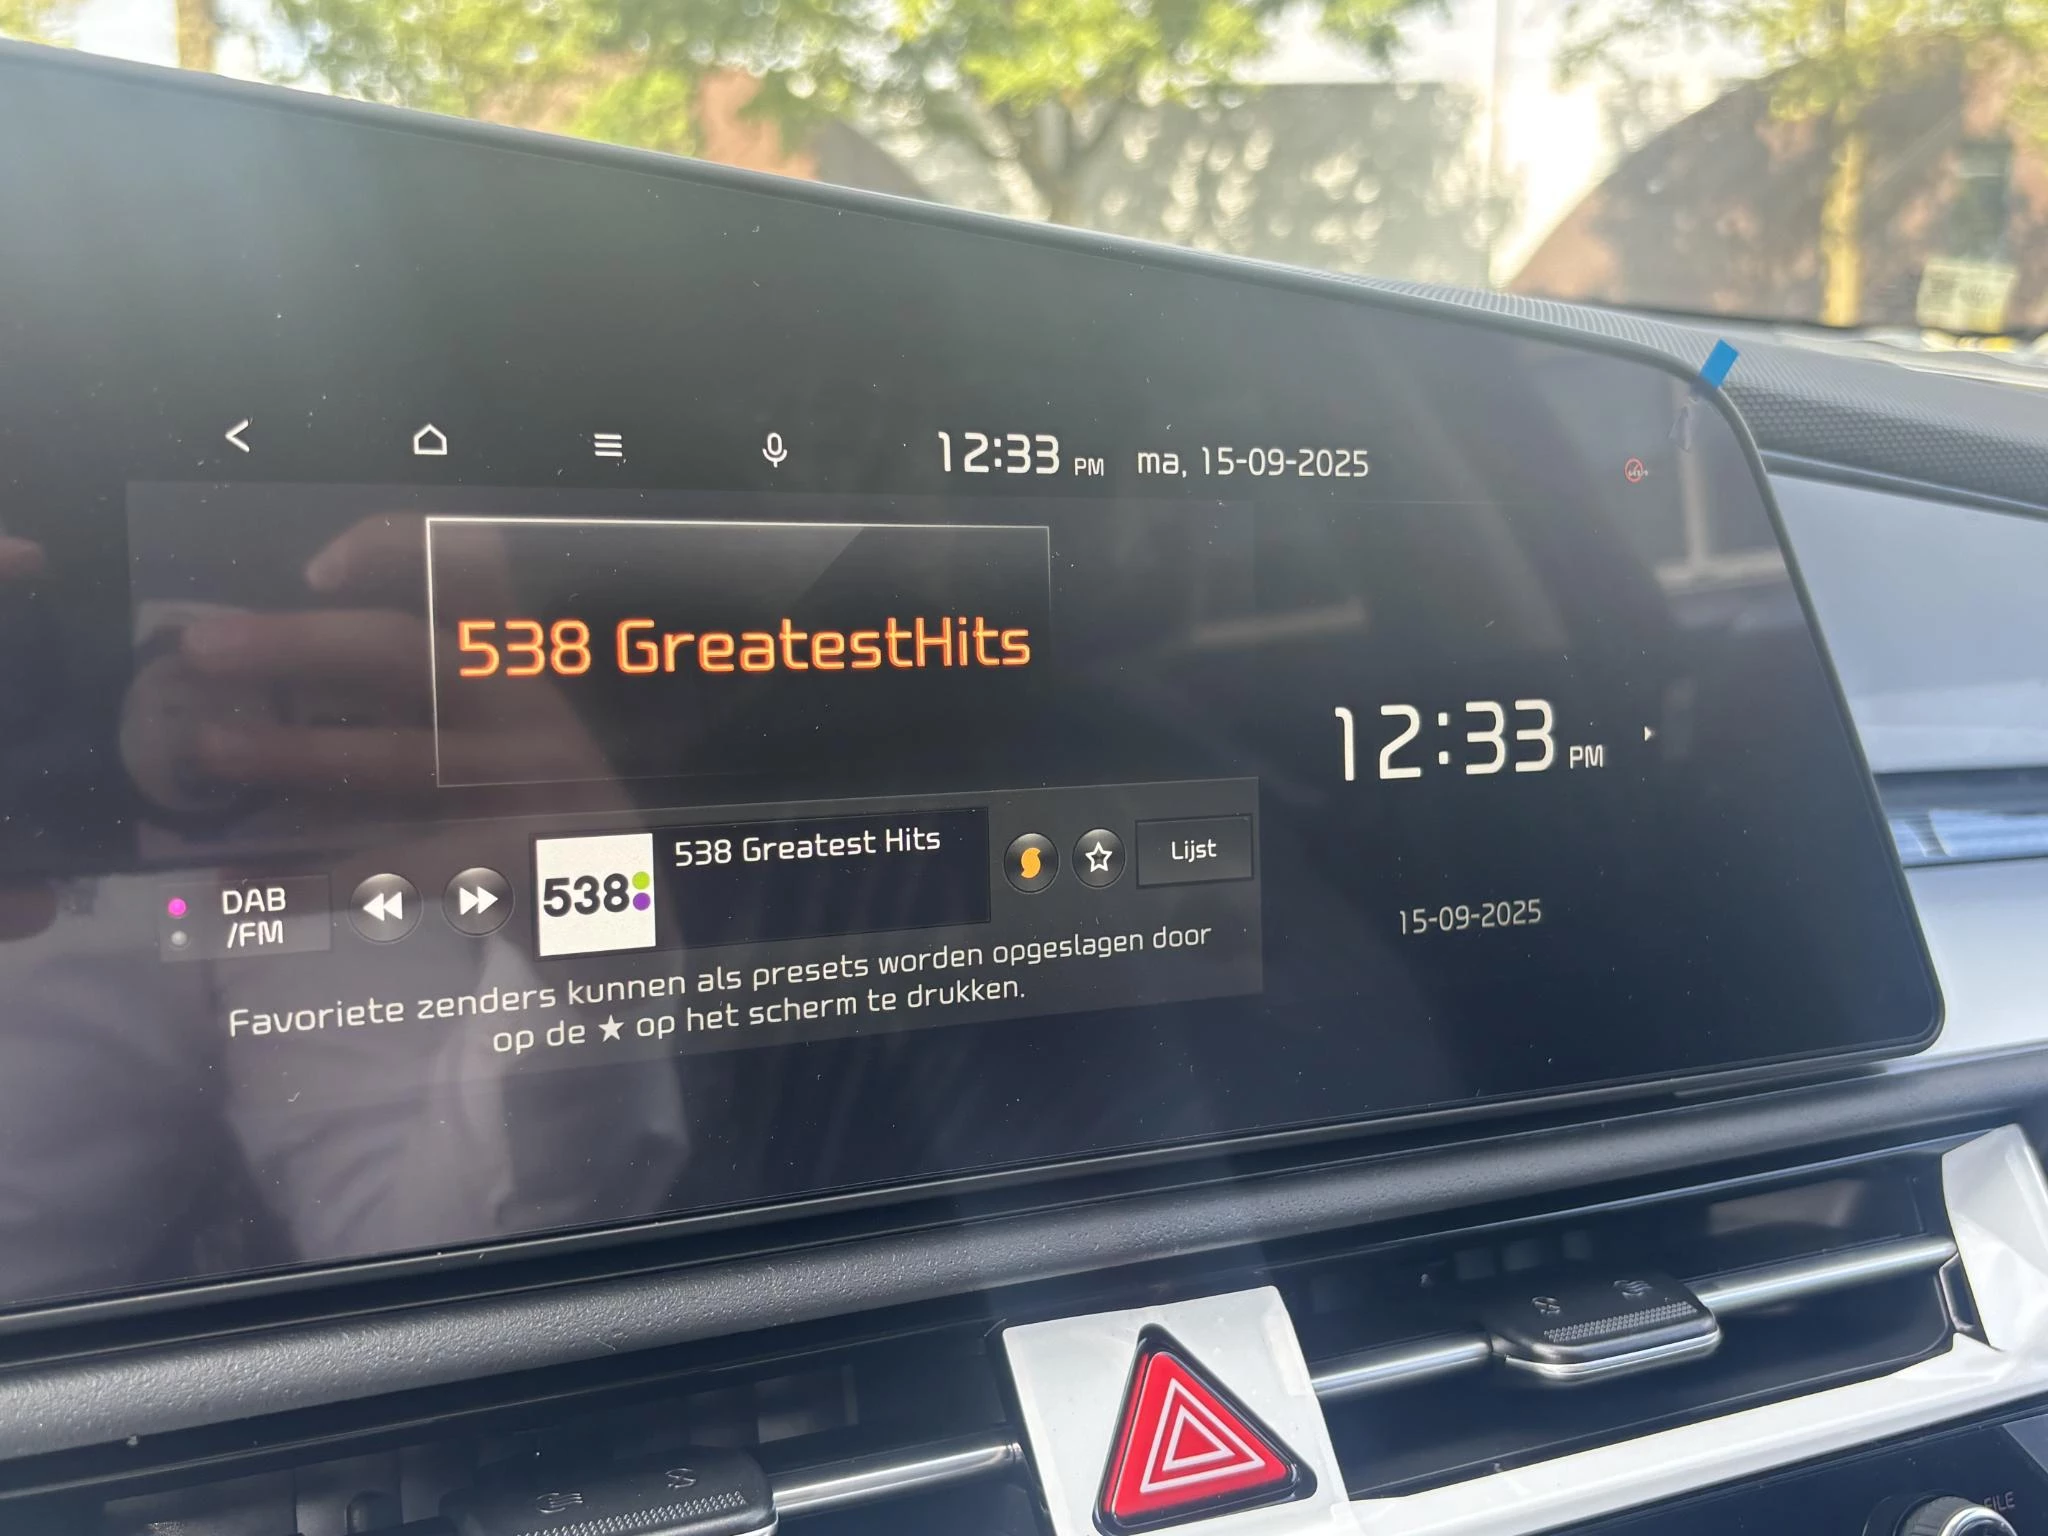 12:33 PM ma, 15-09-2025
538 GreatestHits
12:33 PM
15-09-2025
DAB
/FM
538
538 Greatest Hits
Lijst
Favoriete zenders kunnen als presets worden opgeslagen door
op de ★ op het scherm te drukken.